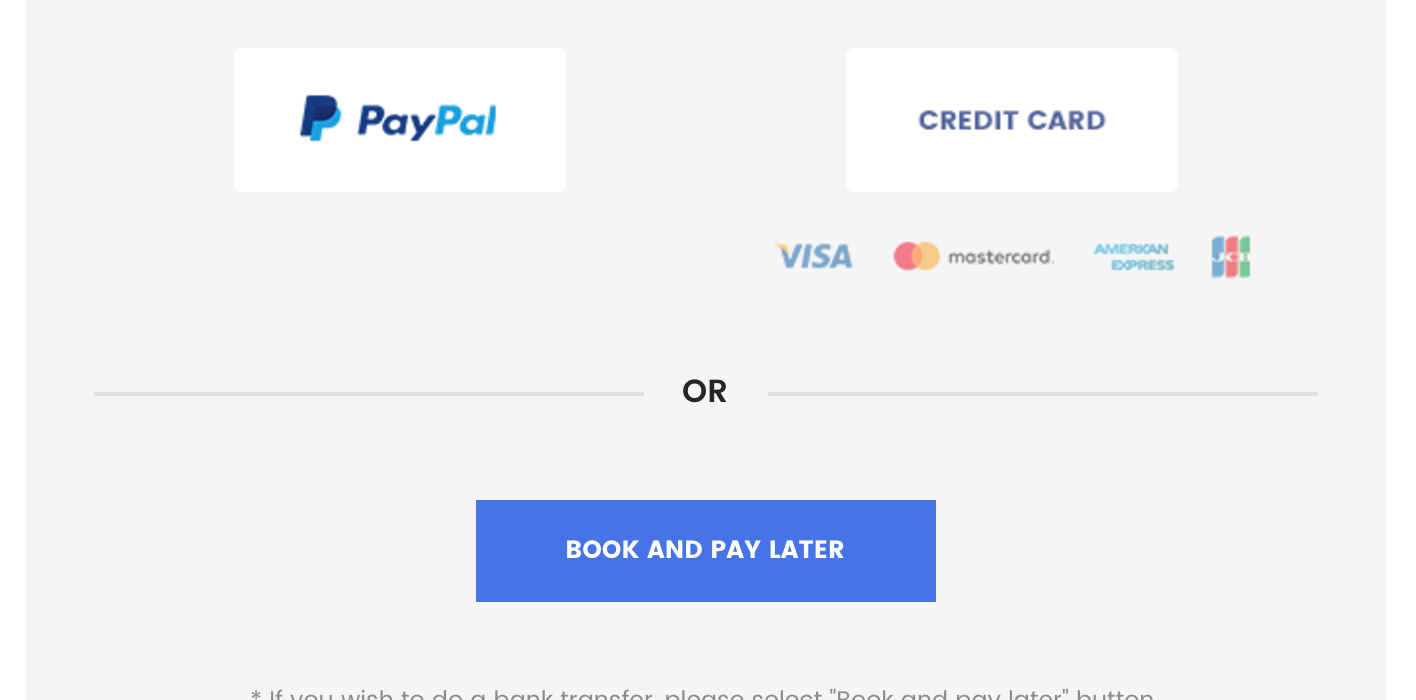 PayPal
CREDIT CARD
VISA mastercard. AMERICAN EXPRESS JCB
OR
BOOK AND PAY LATER
* If you wish to do a bank transfer, please select "Book and pay later" button